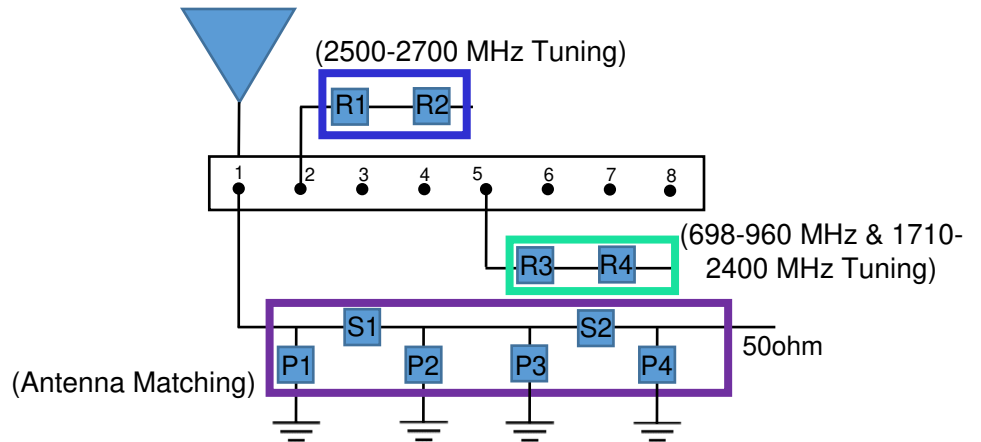 (2500-2700 MHz Tuning)
R1 R2
1 2 3 4 5 6 7 8
(698-960 MHz & 1710-
2400 MHz Tuning)
R3 R4
S1 S2
50ohm
P1 P2 P3 P4
(Antenna Matching)